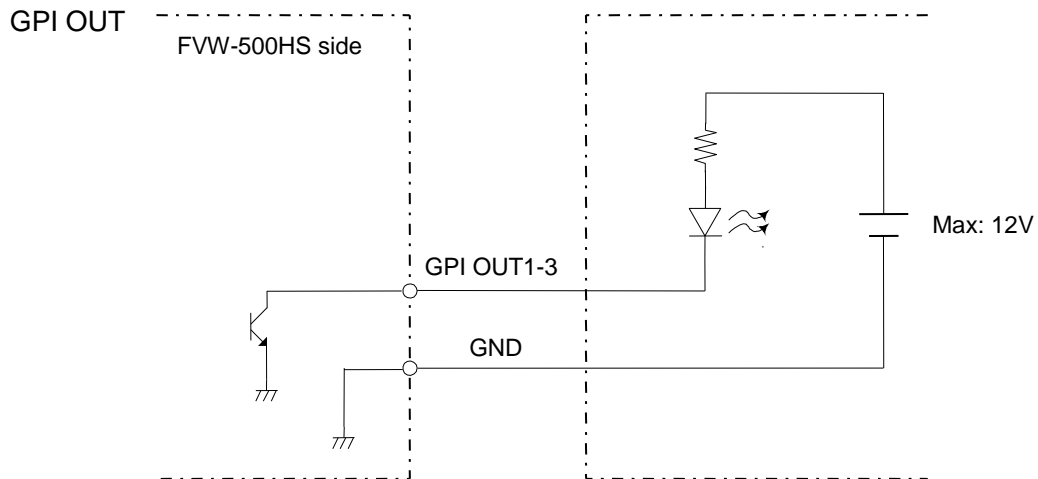 GPI OUT
FVW-500HS side
Max: 12V
GPI OUT1-3
GND